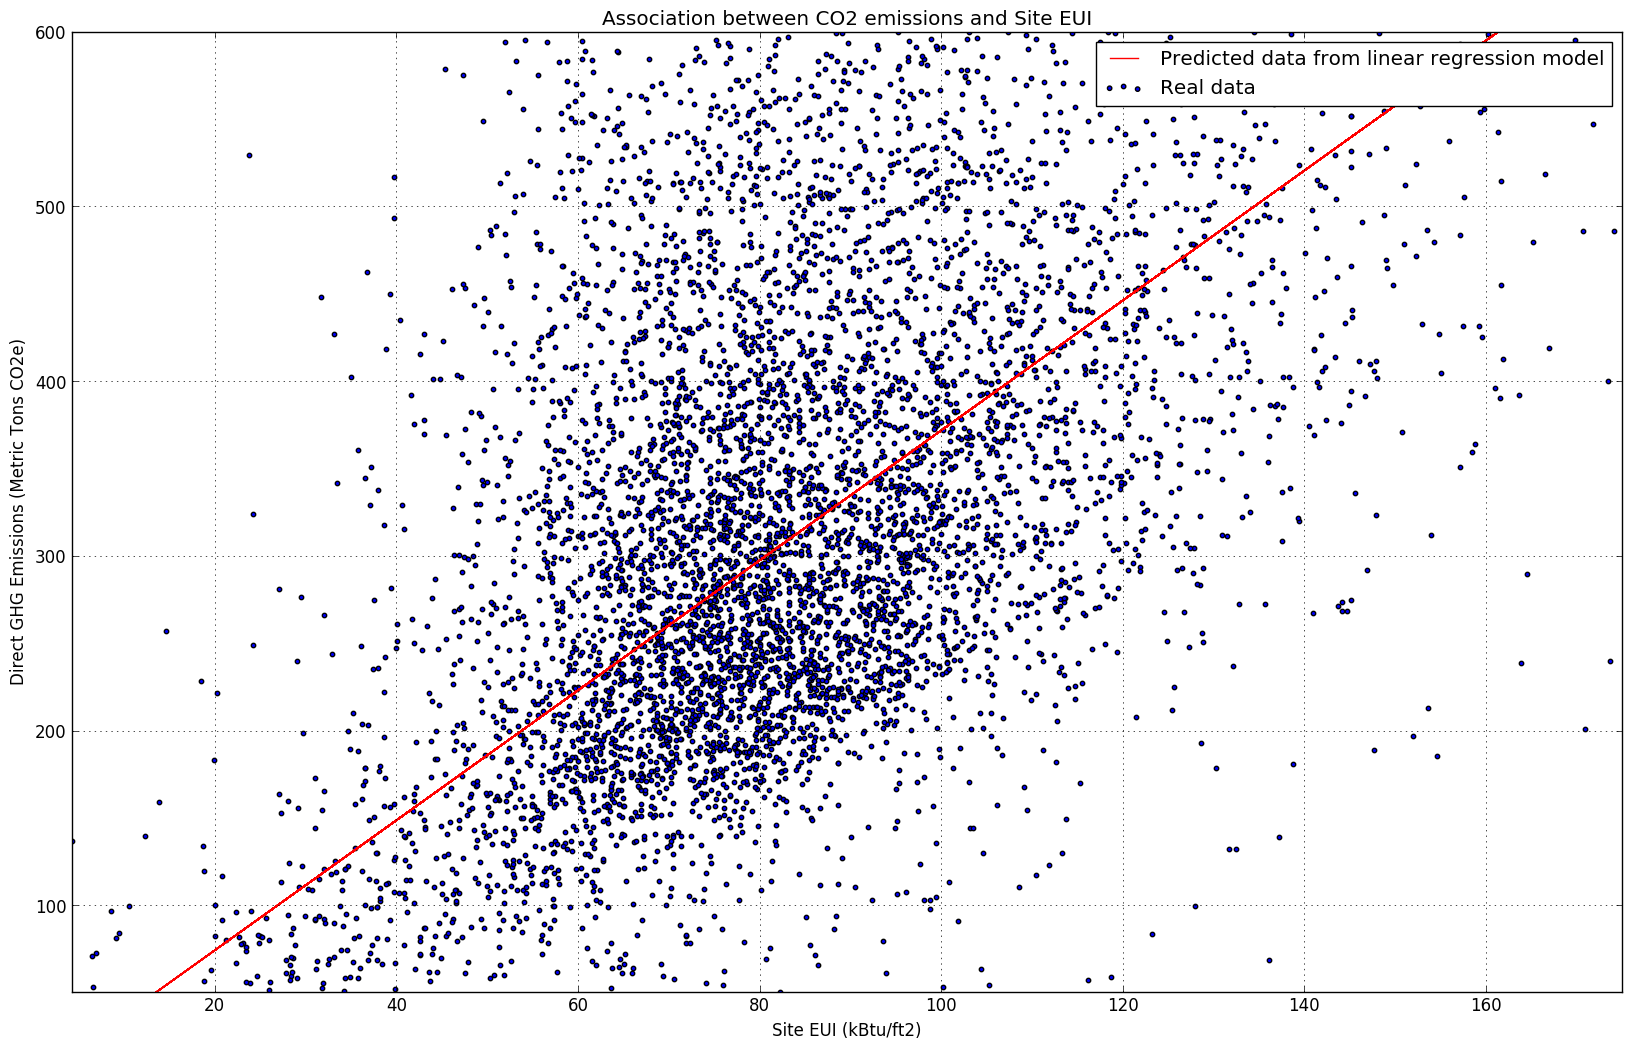 Association between CO2 emissions and Site EUI
Predicted data from linear regression model
Real data
600
500
400
300
200
100
Direct GHG Emissions (Metric Tons CO2e)
20 40 60 80 100 120 140 160
Site EUI (kBtu/ft2)